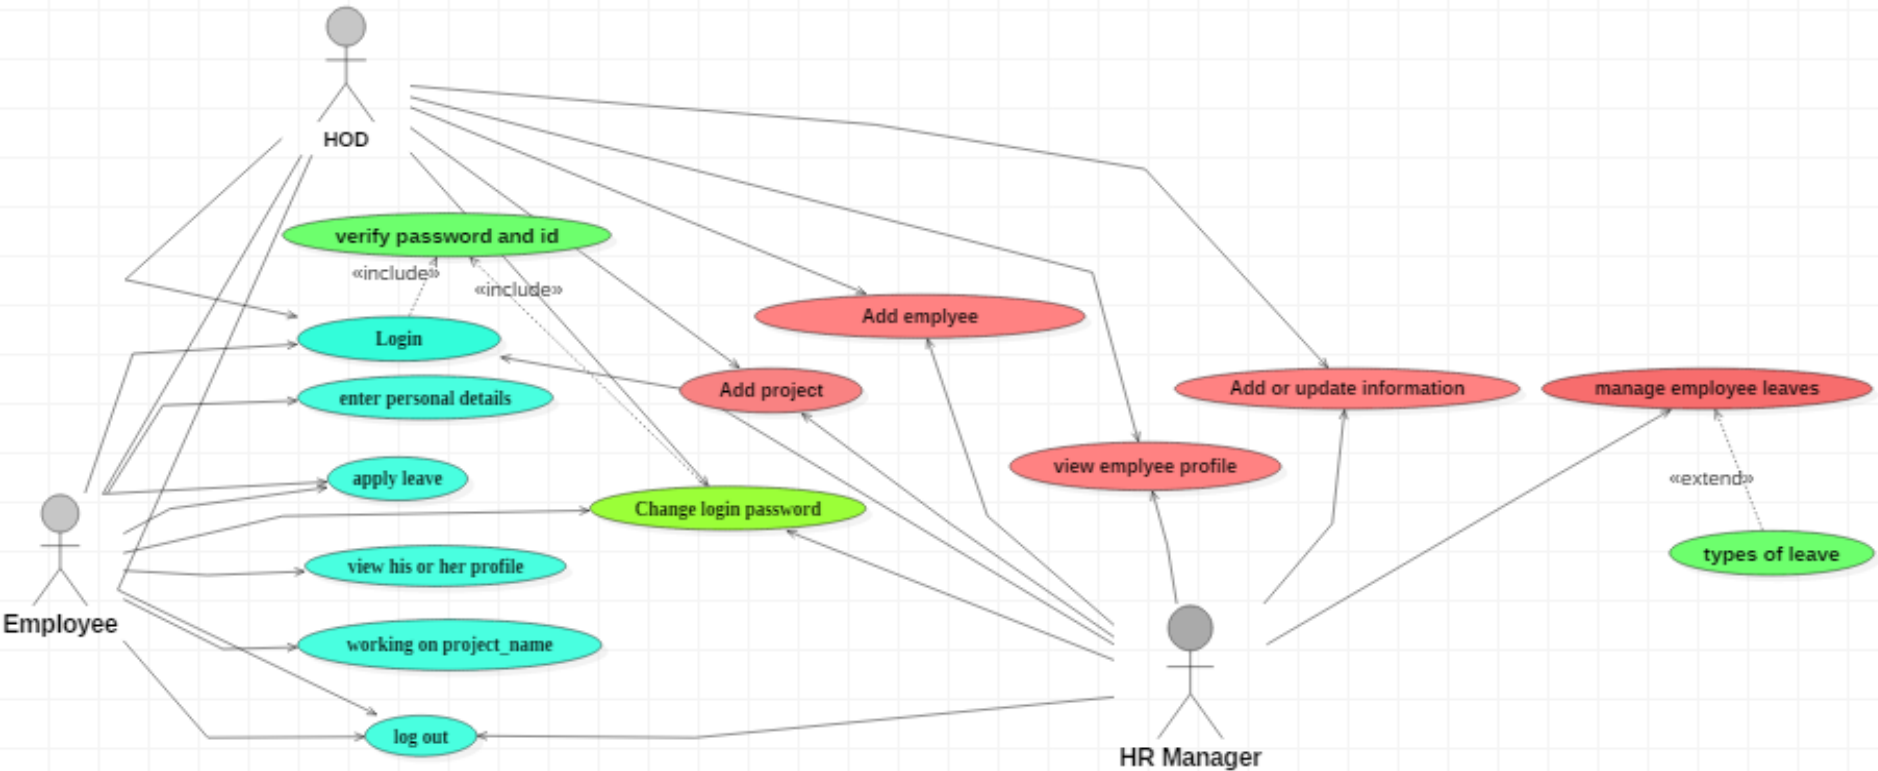 HOD
verify password and id
«include»
«include»
Login
Add emplyee
enter personal details
Add project
Add or update information
manage employee leaves
view emplyee profile
apply leave
«extend»
Change login password
types of leave
view his or her profile
Employee
working on project_name
log out
HR Manager